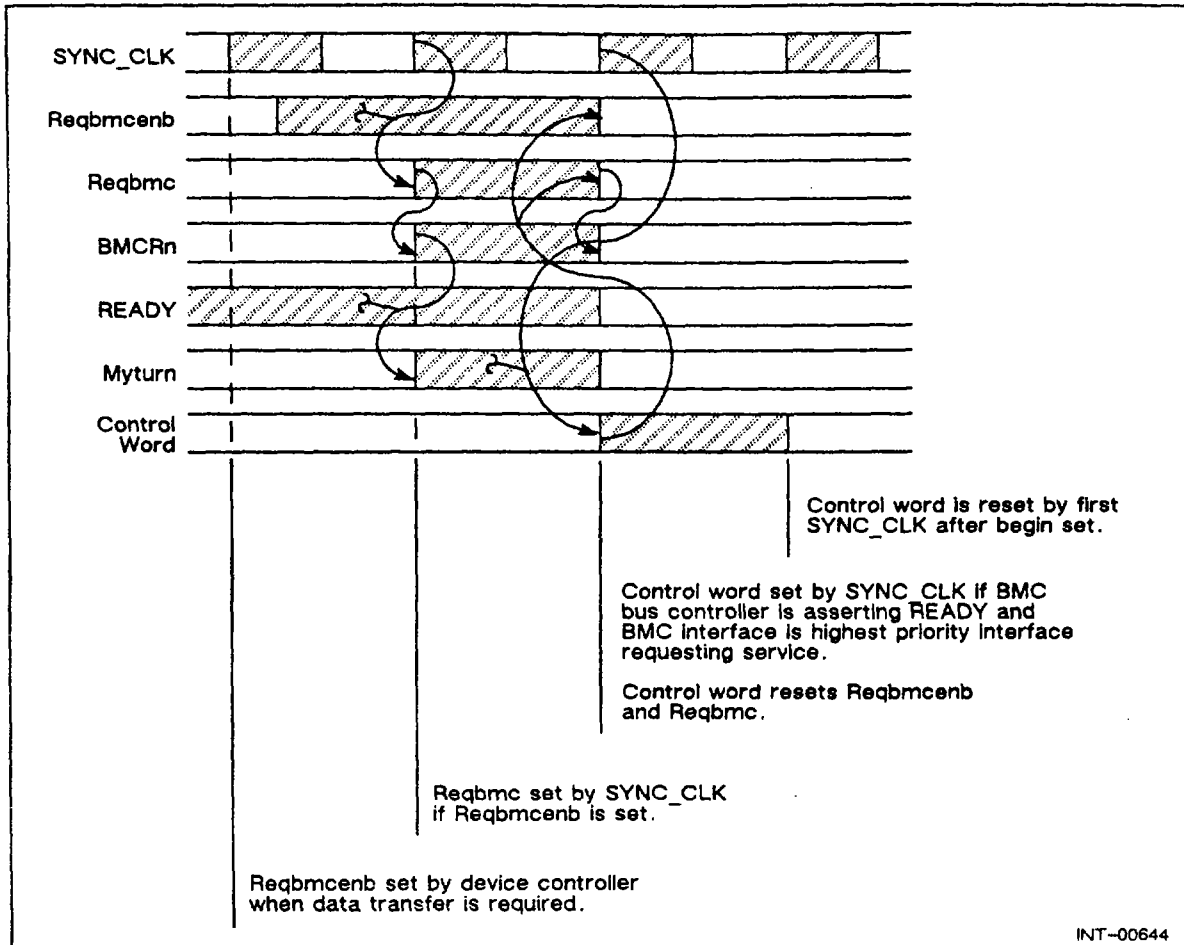 SYNC_CLK
Reqbmcenb
Reqbmc
BMCRn
READY
Myturn
Control
Word
Control word is reset by first
SYNC_CLK after begin set.
Control word set by SYNC_CLK if BMC
bus controller is asserting READY and
BMC interface is highest priority interface
requesting service.
Control word resets Reqbmcenb
and Reqbmc.
Reqbmc set by SYNC_CLK
if Reqbmcenb is set.
Reqbmcenb set by device controller
when data transfer is required.
INT-00644